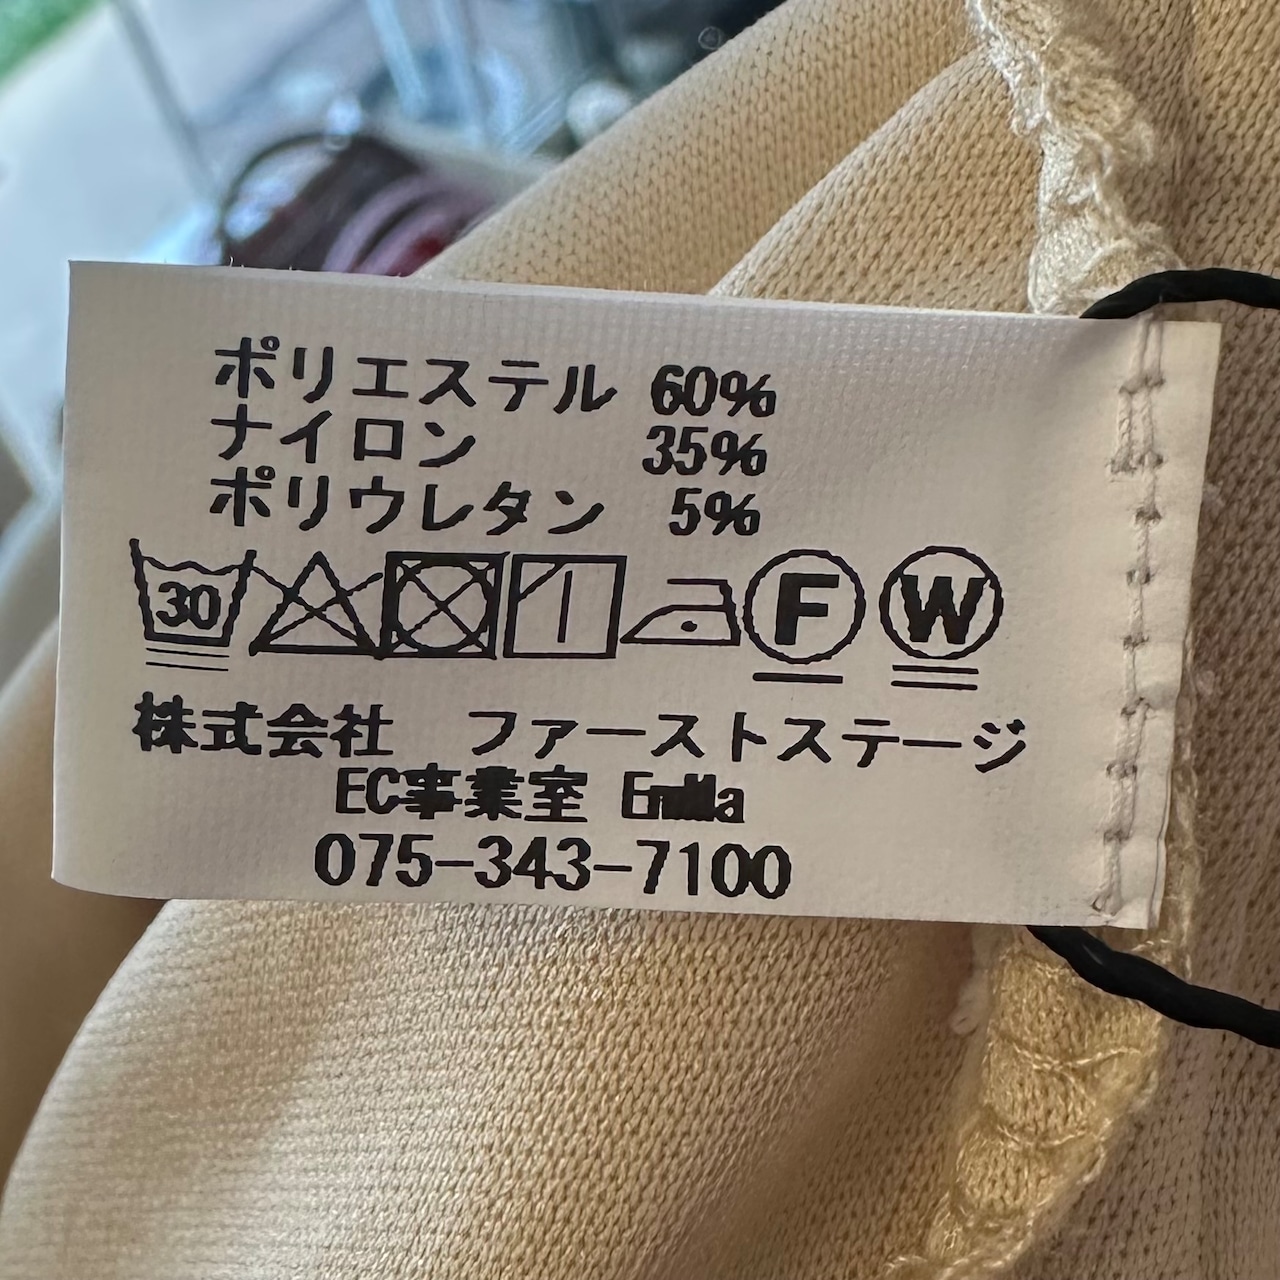 ポリエステル 60%
ナイロン 35%
ポリウレタン 5%
30 F W
株式会社 ファーストステージ
EC事業室
075-343-7100